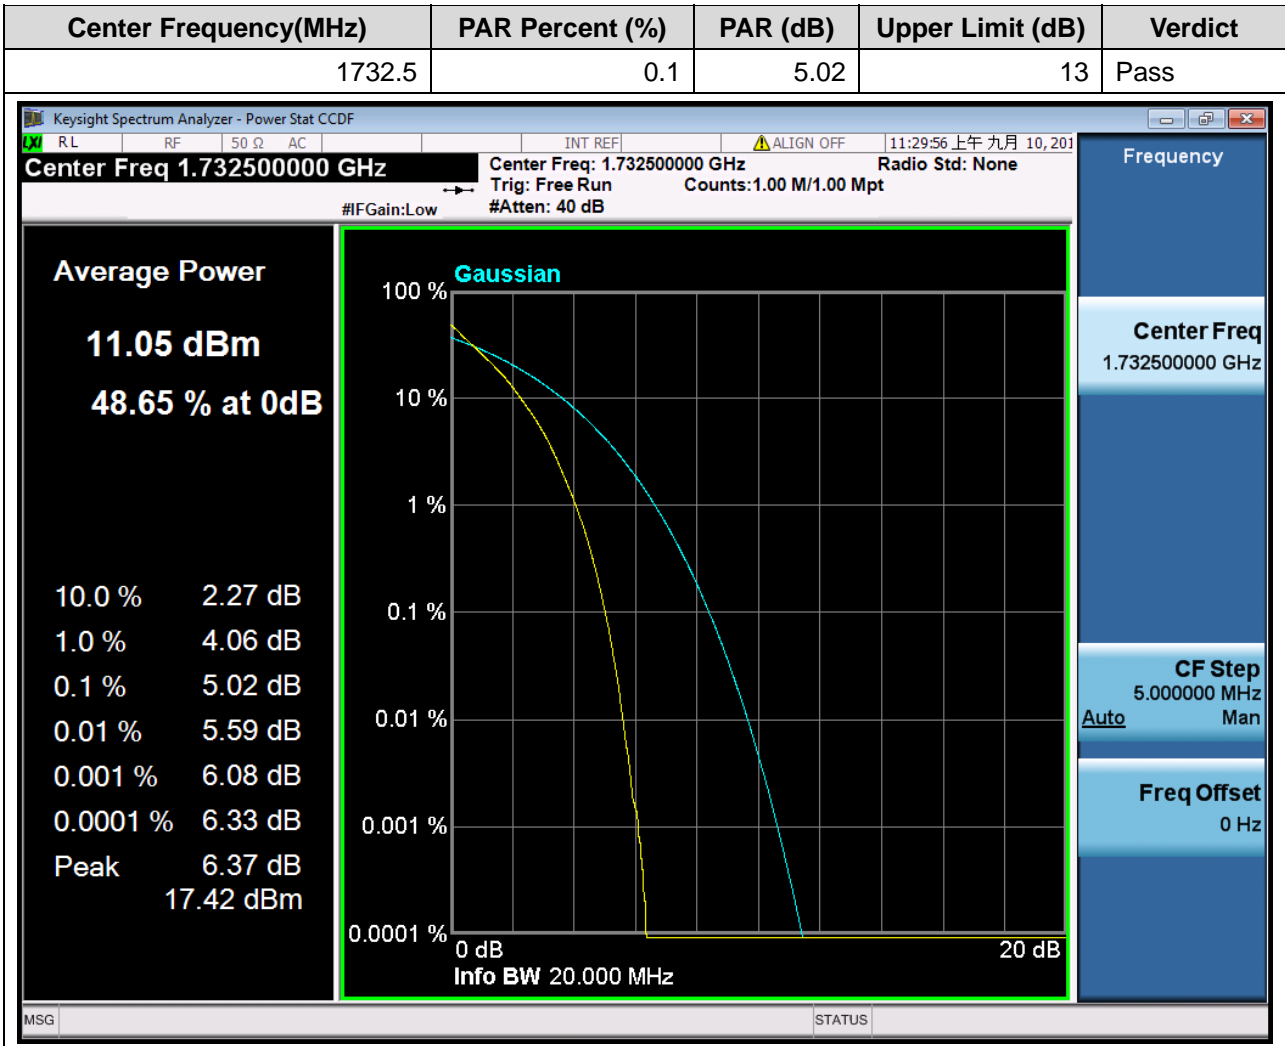 Center Frequency(MHz) PAR Percent (%) PAR (dB) Upper Limit (dB) Verdict
1732.5 0.1 5.02 13 Pass
Keysight Spectrum Analyzer - Power Stat CCDF
LXI RL RF 50 Ω AC INT REF ALIGN OFF 11:29:56 上午 九月 10, 201
Center Freq 1.732500000 GHz
Center Freq: 1.732500000 GHz Radio Std: None
Trig: Free Run Counts:1.00 M/1.00 Mpt
#IFGain:Low #Atten: 40 dB
Average Power
11.05 dBm
48.65 % at 0dB
10.0 % 2.27 dB
1.0 % 4.06 dB
0.1 % 5.02 dB
0.01 % 5.59 dB
0.001 % 6.08 dB
0.0001 % 6.33 dB
Peak 6.37 dB
17.42 dBm
Gaussian
100 %
10 %
1 %
0.1 %
0.01 %
0.001 %
0.0001 %
0 dB 20 dB
Info BW 20.000 MHz
Frequency
Center Freq
1.732500000 GHz
CF Step
5.000000 MHz
Auto Man
Freq Offset
0 Hz
MSG STATUS